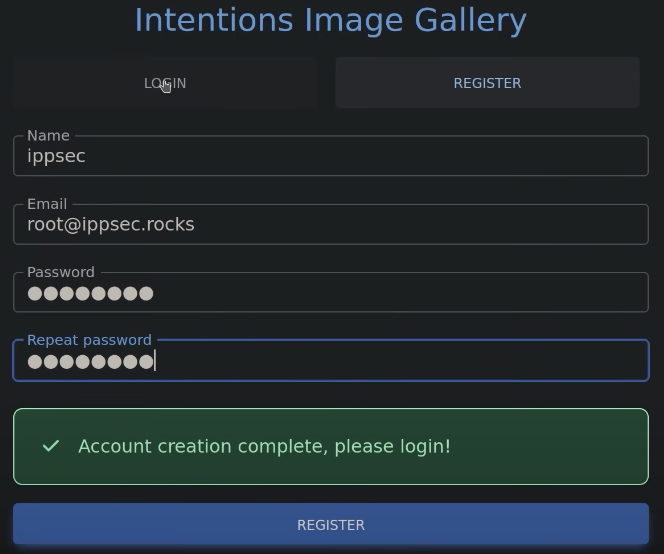 Intentions Image Gallery
LOGIN REGISTER
Name
ippsec
Email
root@ippsec.rocks
Password
●●●●●●●●
Repeat password
●●●●●●●●
Account creation complete, please login!
REGISTER